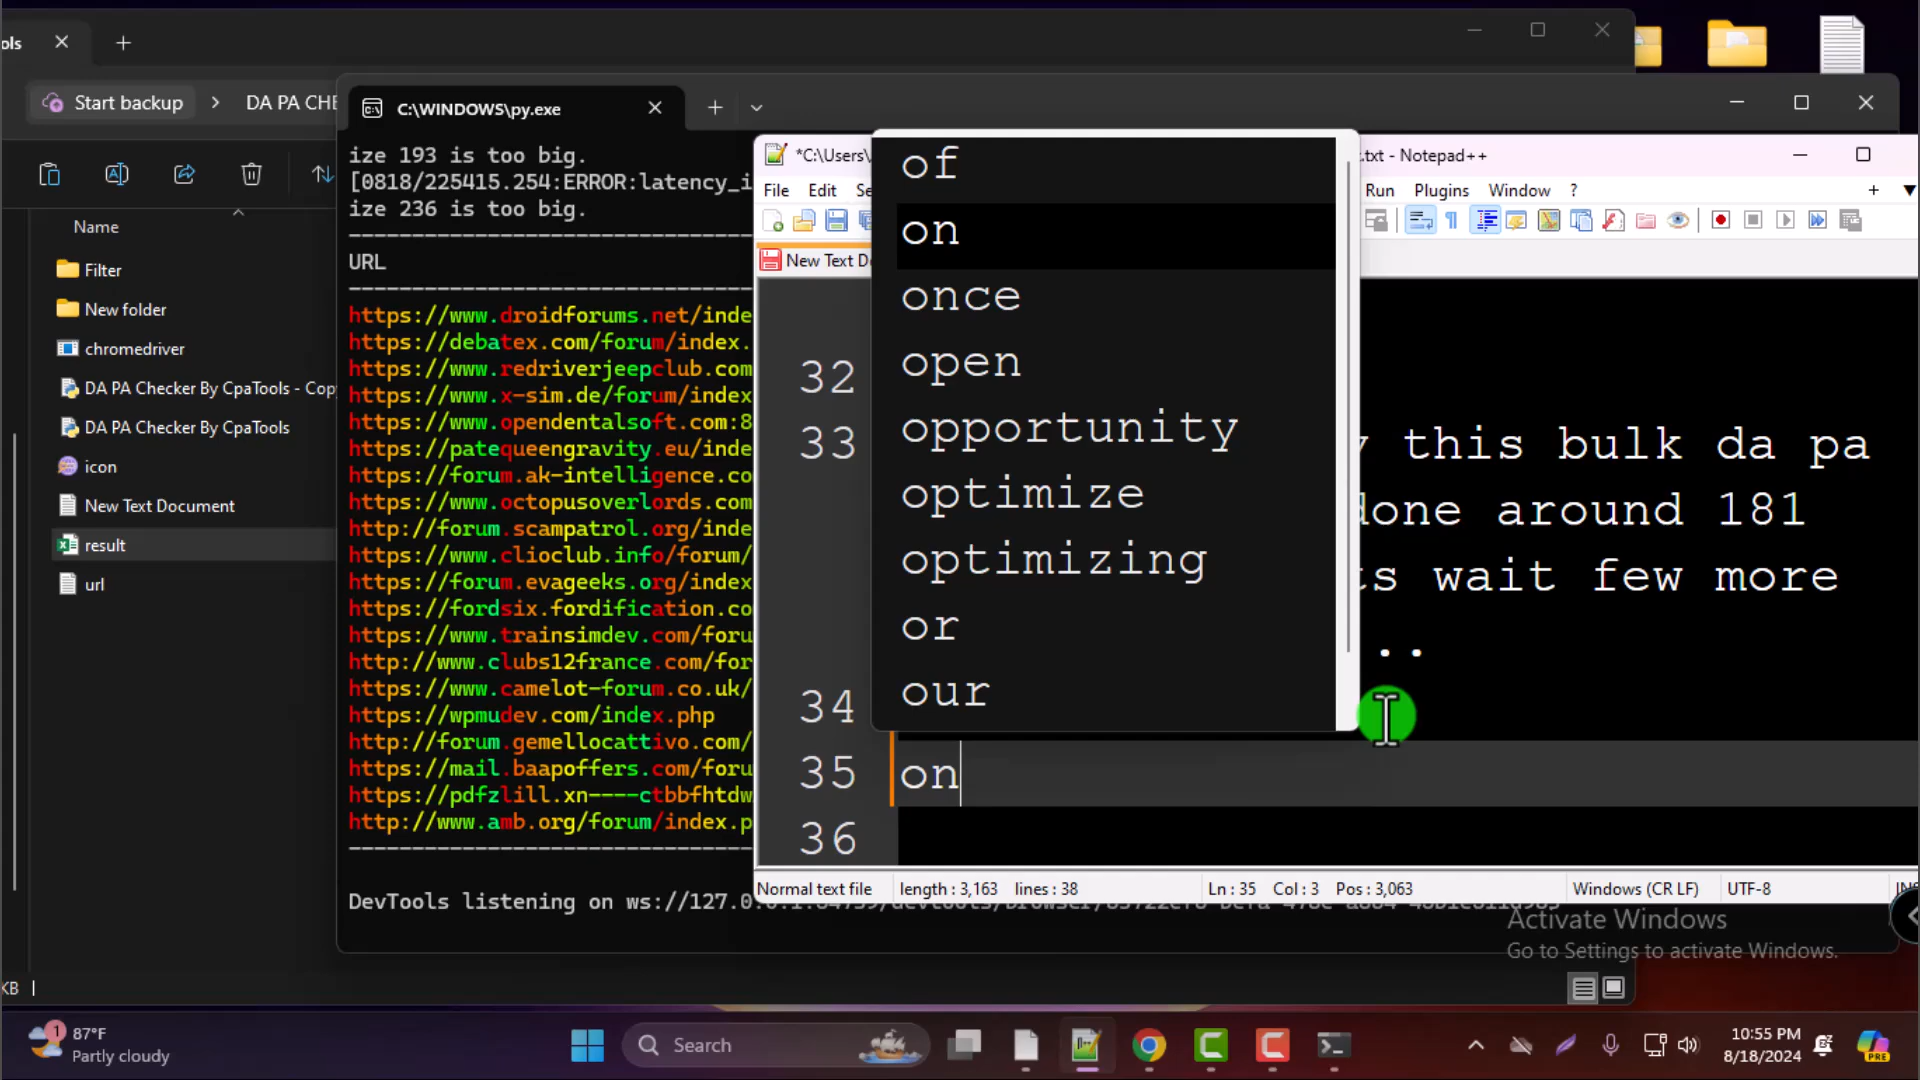 ols
Start backup
DA PA CHE
Name
Filter
New folder
chromedriver
DA PA Checker By CpaTools - Cop
DA PA Checker By CpaTools
icon
New Text Document
result
url
KB
C:\WINDOWS\py.exe
ize 193 is too big.
[0818/225415.254:ERROR:latency_i
ize 236 is too big.
URL
https://www.droidforums.net/inde
https://debatex.com/forum/index.
https://www.redriverjeepclub.com
https://www.x-sim.de/forum/index
https://www.opendentalsoft.com:8
https://patequeengravity.eu/inde
https://forum.ak-intelligence.co
https://www.octopusoverlords.com
http://forum.scampatrol.org/inde
https://www.clioclub.info/forum/
https://forum.evageeks.org/index
https://fordsix.fordification.co
https://www.trainsimdev.com/foru
http://www.clubs12france.com/for
https://www.camelot-forum.co.uk/
https://wpmudev.com/index.php
http://forum.gemellocattivo.com/
https://mail.baapoffers.com/foru
https://pdfzlill.xn----ctbbfhtdw
http://www.amb.org/forum/index.p
DevTools listening on ws://127.0
*C:\Users\
.txt - Notepad++
File Edit Se
Run Plugins Window ?
New Text D
of
on
once
open
opportunity
optimize
optimizing
or
our
32
33
y this bulk da pa
done around 181
ts wait few more
..
34
35 on
36
Normal text file length : 3,163 lines : 38 Ln : 35 Col : 3 Pos : 3,063 Windows (CR LF) UTF-8 INS
Activate Windows
Go to Settings to activate Windows.
1
87°F
Partly cloudy
Search
10:55 PM
8/18/2024
PRE